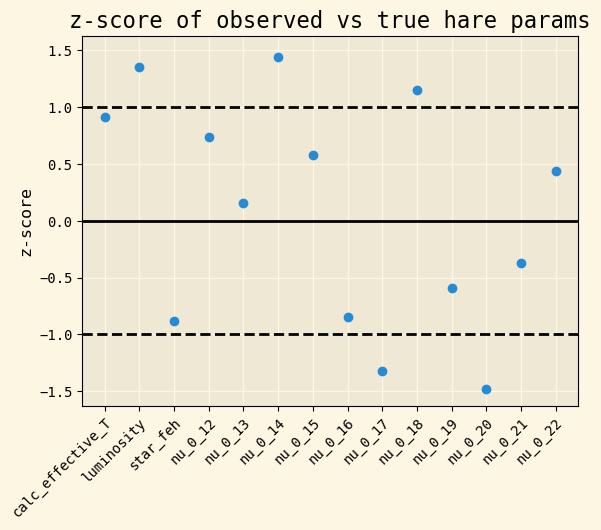 z-score of observed vs true hare params
z-score
1.5
1.0
0.5
0.0
−0.5
−1.0
−1.5
calc_effective_T
luminosity
star_feh
nu_0_12
nu_0_13
nu_0_14
nu_0_15
nu_0_16
nu_0_17
nu_0_18
nu_0_19
nu_0_20
nu_0_21
nu_0_22